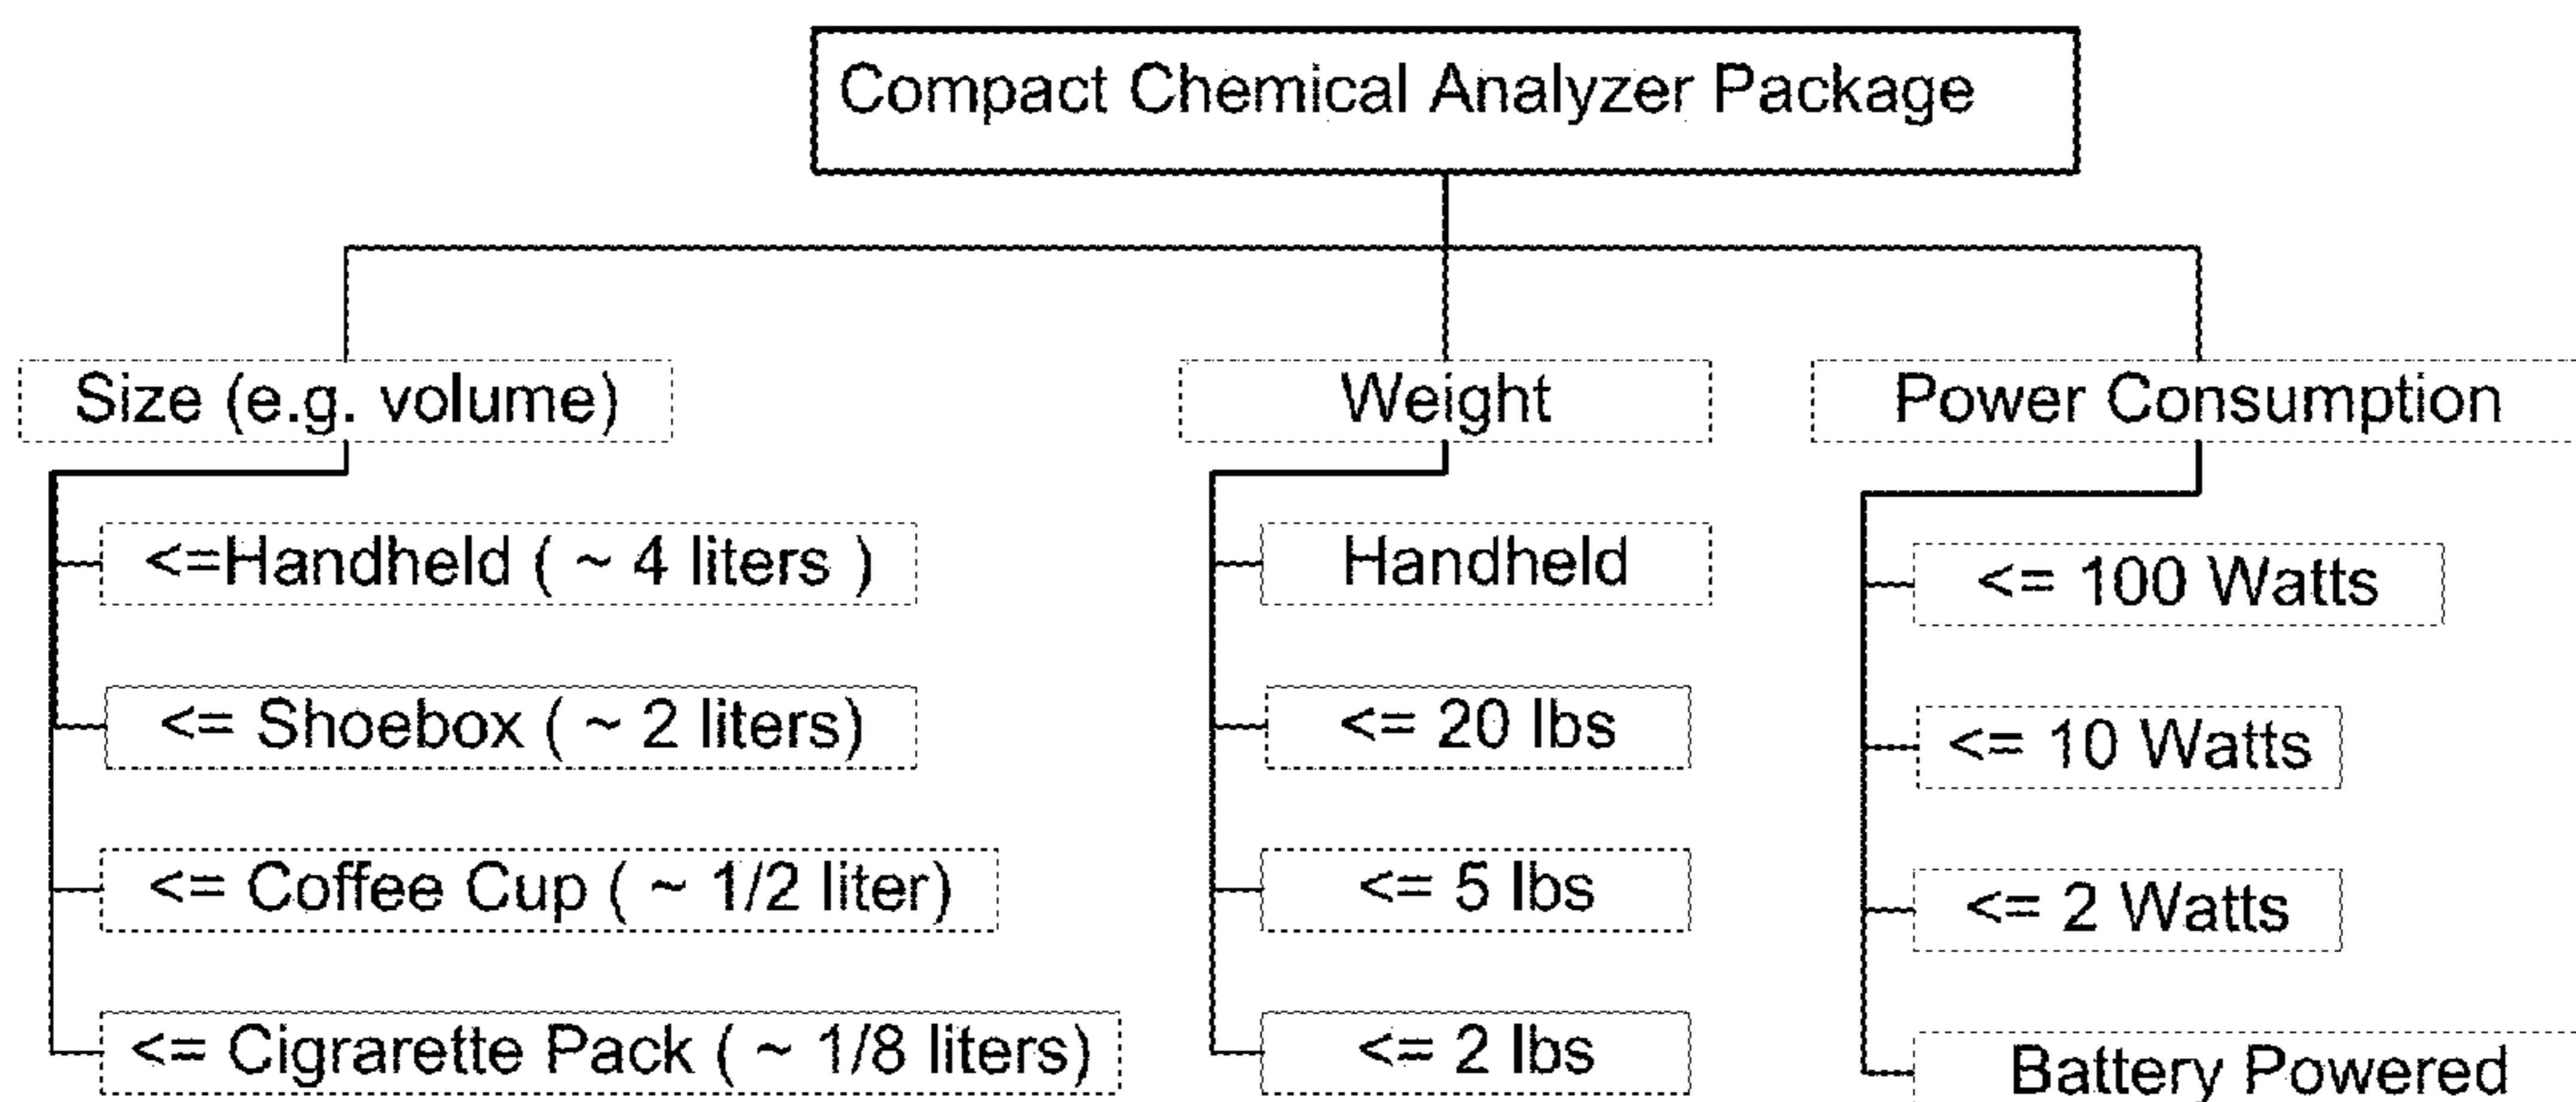 Compact Chemical Analyzer Package
Size (e.g. volume)
<=Handheld ( ~ 4 liters )
<= Shoebox ( ~ 2 liters)
<= Coffee Cup ( ~ 1/2 liter)
<= Cigrarette Pack ( ~ 1/8 liters)
Weight
Handheld
<= 20 lbs
<= 5 lbs
<= 2 lbs
Power Consumption
<= 100 Watts
<= 10 Watts
<= 2 Watts
Battery Powered